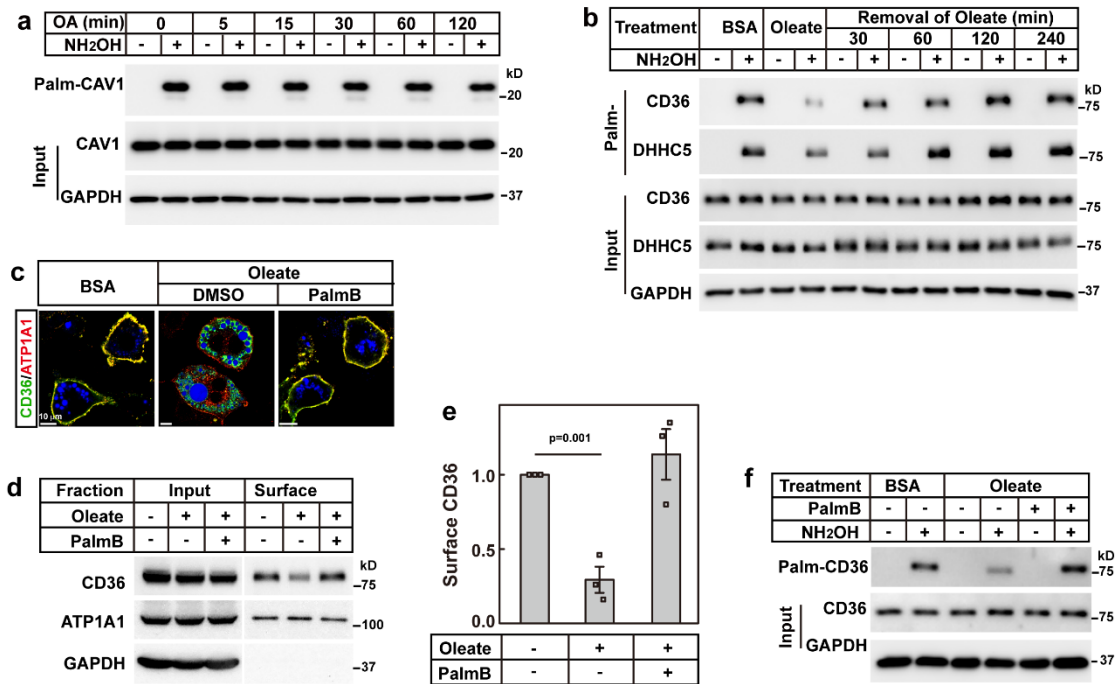 a
OA (min) 0 5 15 30 60 120
NH2OH - + - + - + - + - + - +
Palm-CAV1
kD
–20
CAV1
–20
GAPDH
–37
Input
b
Treatment BSA Oleate Removal of Oleate (min)
30 60 120 240
NH2OH - + - + - + - + - + - +
kD
Palm-
CD36
–75
DHHC5
–75
Input
CD36
–75
DHHC5
–75
GAPDH
–37
c
BSA Oleate
DMSO PalmB
CD36/ATP1A1
10 µm
d
Fraction Input Surface
Oleate - + + - + +
PalmB - - + - - +
kD
CD36
–75
ATP1A1
–100
GAPDH
–37
e
p=0.001
1.0
0.5
0
Surface CD36
Oleate - + +
PalmB - - +
f
Treatment BSA Oleate
PalmB - - - - + +
NH2OH - + - + - +
kD
Palm-CD36
–75
Input
CD36
–75
GAPDH
–37